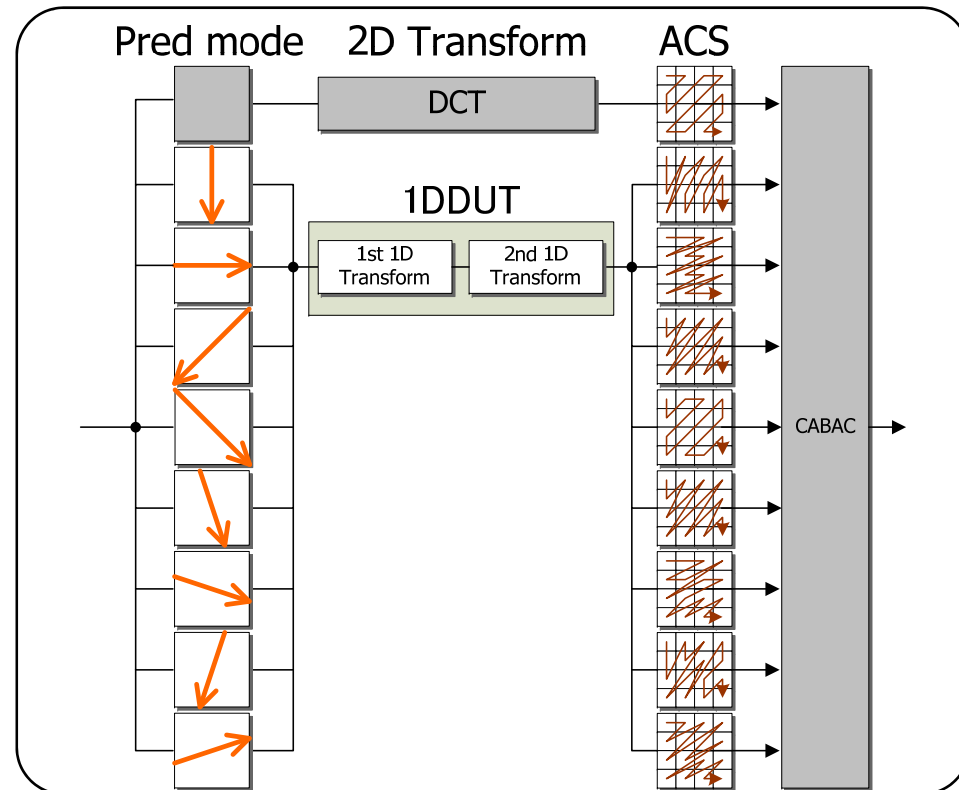 Pred mode 2D Transform ACS
DCT
1DDUT
1st 1D
Transform
2nd 1D
Transform
CABAC